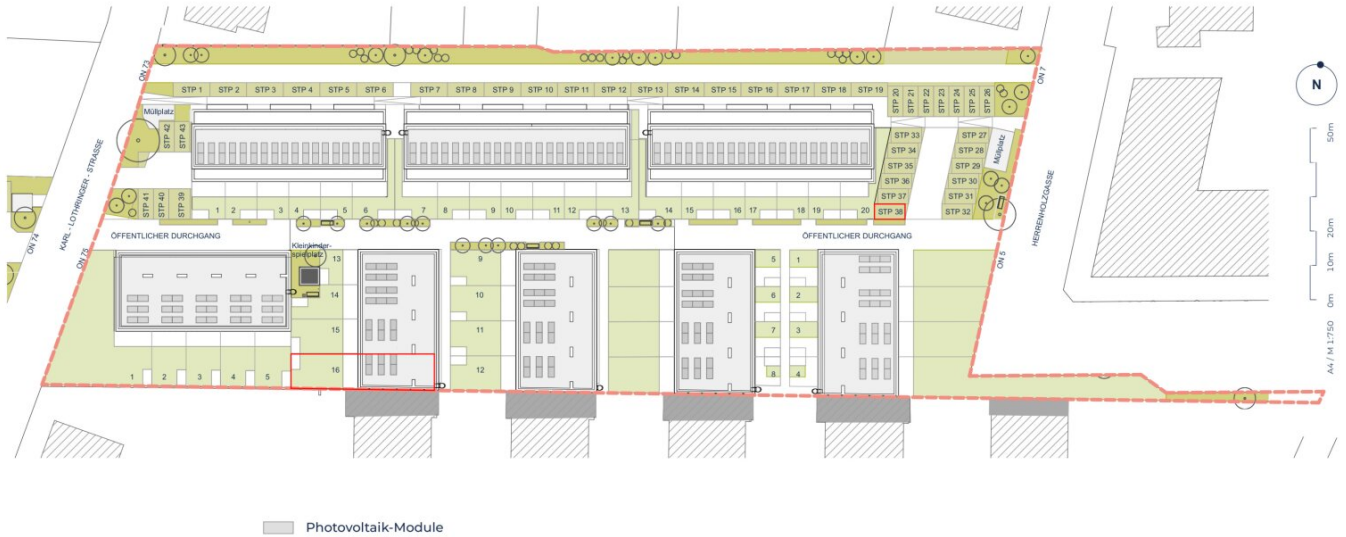 ON 73
ON 7
N
STP 1
STP 2
STP 3
STP 4
STP 5
STP 6
STP 7
STP 8
STP 9
STP 10
STP 11
STP 12
STP 13
STP 14
STP 15
STP 16
STP 17
STP 18
STP 19
STP 20
STP 21
STP 22
STP 23
STP 24
STP 25
STP 26
Müllplatz
STP 42
STP 43
STP 33
STP 34
STP 35
STP 36
STP 37
STP 38
STP 27
STP 28
STP 29
STP 30
STP 31
STP 32
Müllplatz
KARL - LOTHRINGER - STRASSE
HERRENHOLZGASSE
STP 41
STP 40
STP 39
1
2
3
4
5
6
7
8
9
10
11
12
13
14
15
16
17
18
19
20
ON 74
ON 75
ON 5
ÖFFENTLICHER DURCHGANG
ÖFFENTLICHER DURCHGANG
Kleinkinder-
spielplatz
13
14
15
16
9
10
11
12
5
6
7
8
1
2
3
4
1
2
3
4
5
50m
20m
10m
0m
A4 / M 1:750
Photovoltaik-Module